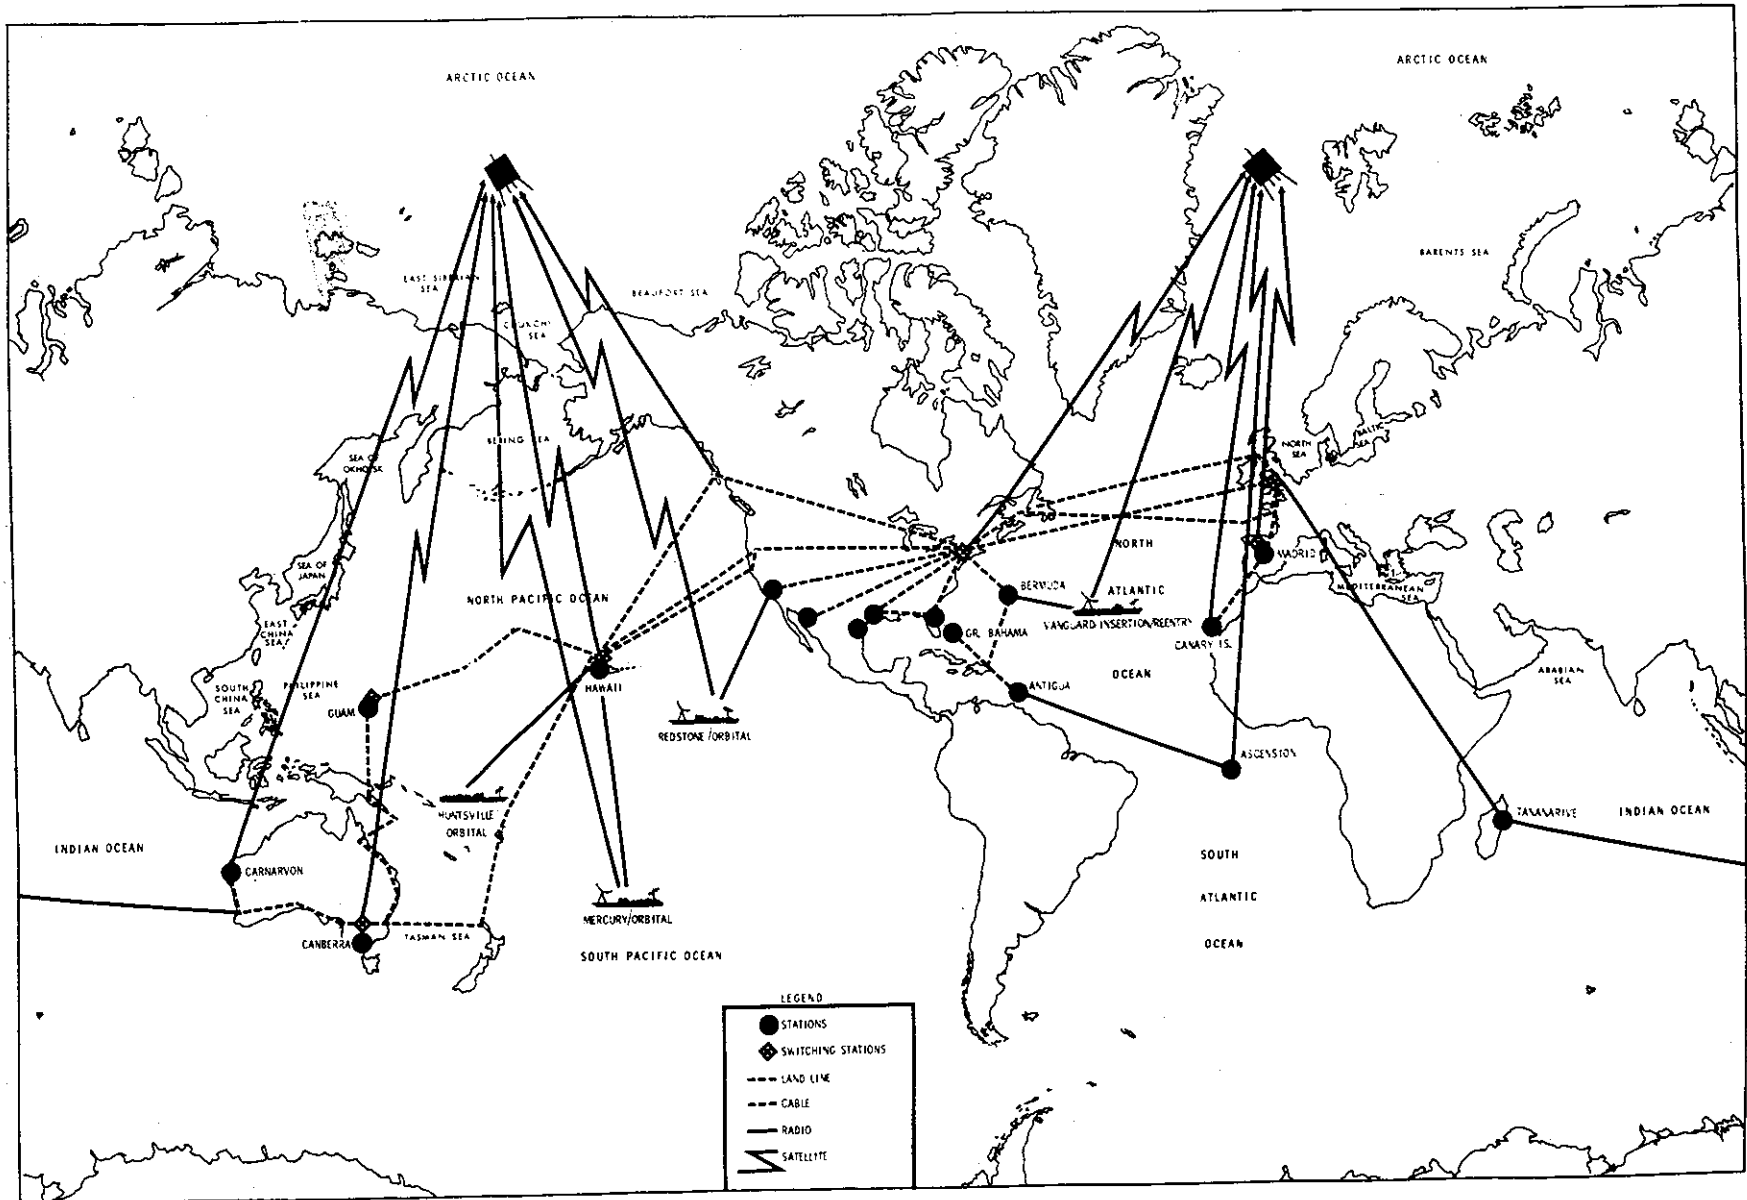 ARCTIC OCEAN
ARCTIC OCEAN
EAST SIBERIAN
SEA
BEAUFORT SEA
BARENTS SEA
SEA
BERING SEA
SEA OF
OKHOTSK
NORTH
SEA
BALTIC
SEA
SEA OF
JAPAN
NORTH
MADRID
MEDITERRANEAN
SEA
NORTH PACIFIC OCEAN
BERMUDA
ATLANTIC
EAST
CHINA
SEA
VANGUARD INSERTION/REENTRY
GR. BAHAMA
CANARY IS.
OCEAN
ARABIAN
SEA
PHILIPPINE
SEA
SOUTH
CHINA
SEA
HAWAII
ANTIGUA
GUAM
REDSTONE/ORBITAL
ASCENSION
HUNTSVILLE
ORBITAL
TANANARIVE
INDIAN OCEAN
INDIAN OCEAN
SOUTH
ATLANTIC
OCEAN
CARNARVON
MERCURY/ORBITAL
CANBERRA
TASMAN SEA
SOUTH PACIFIC OCEAN
LEGEND
STATIONS
SWITCHING STATIONS
LAND LINE
CABLE
RADIO
SATELLITE